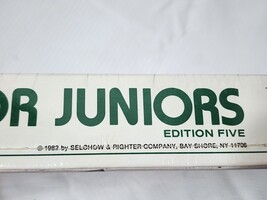 OR JUNIORS
EDITION FIVE
© 1982 by SELCHOW & RIGHTER COMPANY, BAY SHORE, NY 11706